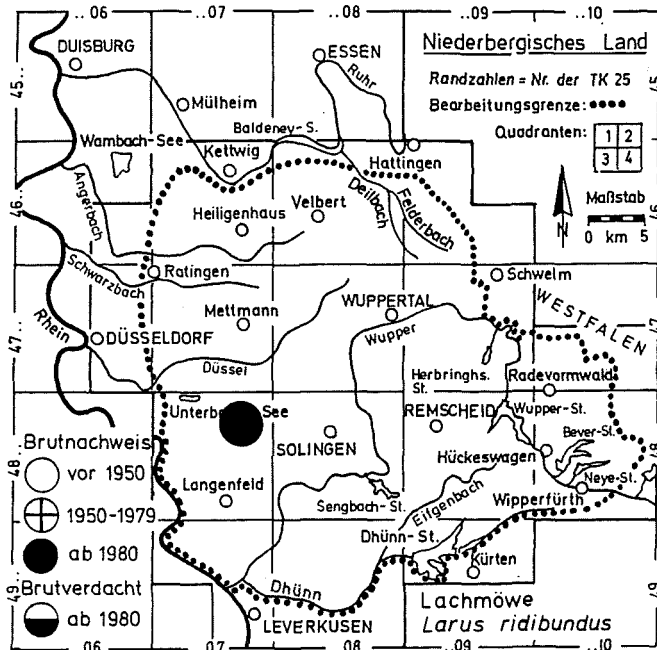 ..06 ..07 ..08 ..09 ..10
DUISBURG
ESSEN
Niederbergisches Land
Randzahlen = Nr. der TK 25
Bearbeitungsgrenze:
Quadranten:
1 2
3 4
Maßstab
0 km 5
N
45..
Ruhr
Mülheim
Baldeney-S.
Wambach-See
Kettwig
Hattingen
Angerbach
Deilbach
Felderbach
46..
Velbert
Heiligenhaus
Schwarzbach
Ratingen
Schwelm
WESTFALEN
Mettmann
WUPPERTAL
Wupper
Rhein
DÜSSELDORF
47..
Düssel
Herbringhs.
St.
Radevormwald
Unterb See
Wupper-St.
REMSCHEID
Bever-St.
Brutnachweis
SOLINGEN
Hückeswagen
vor 1950
48..
Neye-St.
Langenfeld
Sengbach-St.
Eifgenbach
Wipperfürth
1950-1979
Dhünn-St.
ab 1980
Kürten
Brutverdacht
Dhünn
49..
ab 1980
LEVERKUSEN
Lachmöwe
Larus ridibundus
..06 ..07 ..08 ..09 ..10